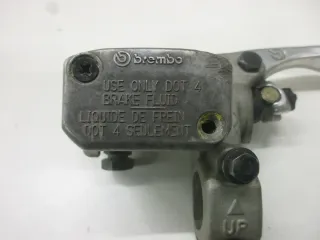 brembo
USE ONLY DOT 4
BRAKE FLUID
LIQUIDE DE FREIN
DOT 4 SEULEMENT
UP